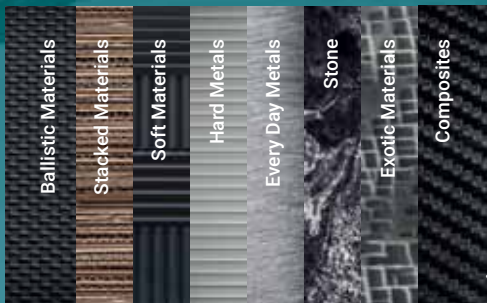 Ballistic Materials
Stacked Materials
Soft Materials
Hard Metals
Every Day Metals
Stone
Exotic Materials
Composites